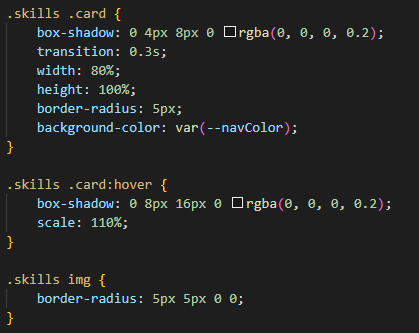 .skills .card {
    box-shadow: 0 4px 8px 0 rgba(0, 0, 0, 0.2);
    transition: 0.3s;
    width: 80%;
    height: 100%;
    border-radius: 5px;
    background-color: var(--navColor);
}

.skills .card:hover {
    box-shadow: 0 8px 16px 0 rgba(0, 0, 0, 0.2);
    scale: 110%;
}

.skills img {
    border-radius: 5px 5px 0 0;
}